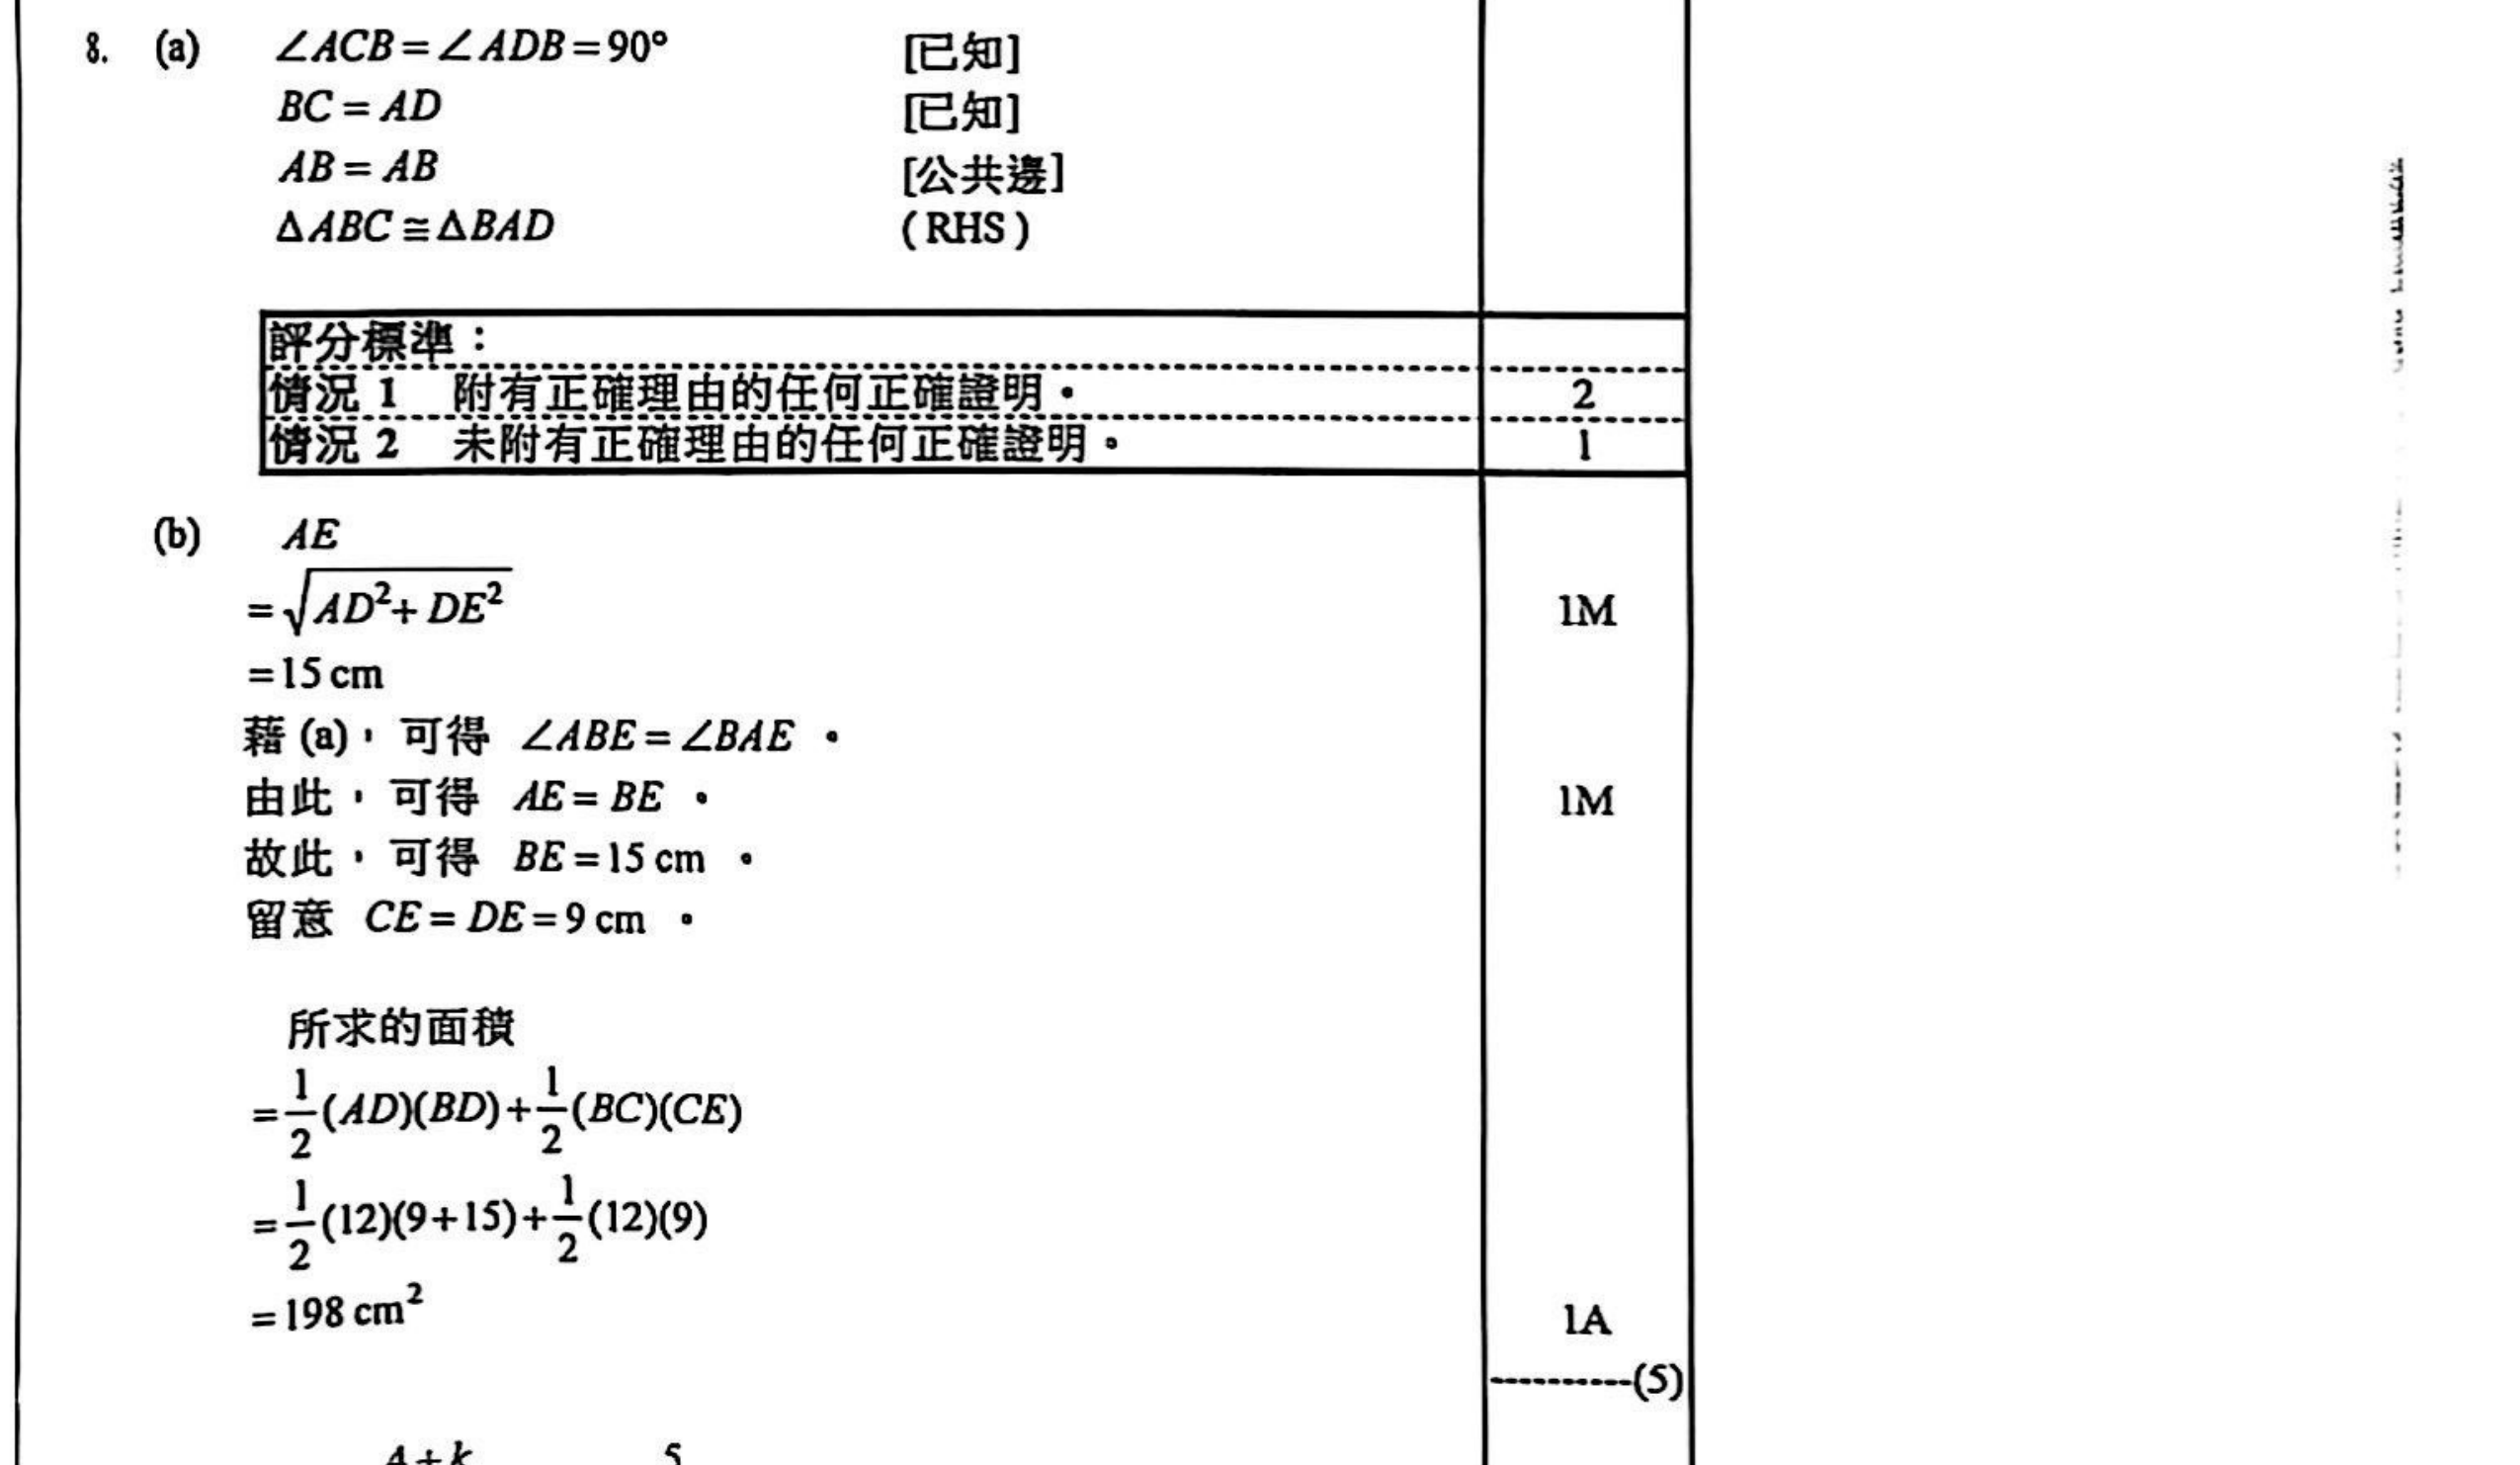 8. (a) ∠ACB = ∠ADB = 90° [已知]
BC = AD [已知]
AB = AB [公共邊]
ΔABC ≅ ΔBAD (RHS)
評分標準：
情況 1 附有正確理由的任何正確證明。 2
情況 2 未附有正確理由的任何正確證明。 1
(b) AE
= √(AD² + DE²) 1M
= 15 cm
藉 (a)，可得 ∠ABE = ∠BAE 。
由此，可得 AE = BE 。 1M
故此，可得 BE = 15 cm 。
留意 CE = DE = 9 cm 。
所求的面積
= 1/2 (AD)(BD) + 1/2 (BC)(CE)
= 1/2 (12)(9+15) + 1/2 (12)(9)
= 198 cm² 1A
----------(5)
4 + k 5